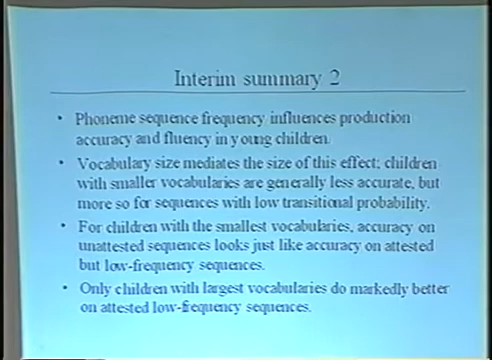 Interim summary 2
• Phoneme sequence frequency influences production
accuracy and fluency in young children.
• Vocabulary size mediates the size of this effect; children
with smaller vocabularies are generally less accurate, but
more so for sequences with low transitional probability.
• For children with the smallest vocabularies, accuracy on
unattested sequences looks just like accuracy on attested
but low-frequency sequences.
• Only children with largest vocabularies do markedly better
on attested low-frequency sequences.